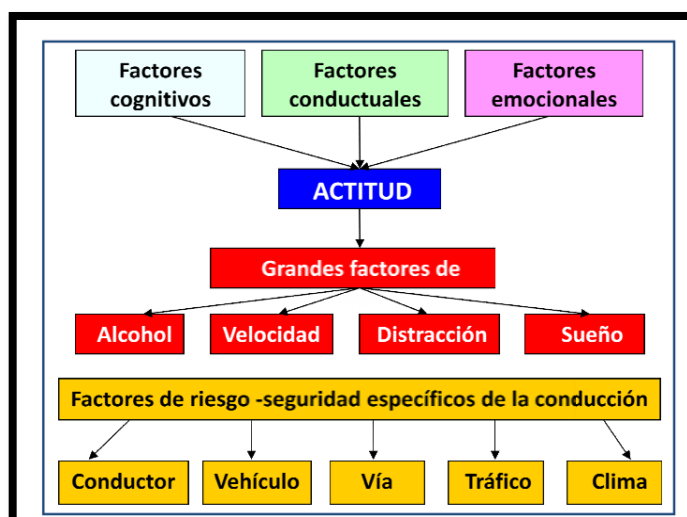 Factores
cognitivos
Factores
conductuales
Factores
emocionales
ACTITUD
Grandes factores de
Alcohol
Velocidad
Distracción
Sueño
Factores de riesgo -seguridad específicos de la conducción
Conductor
Vehículo
Vía
Tráfico
Clima